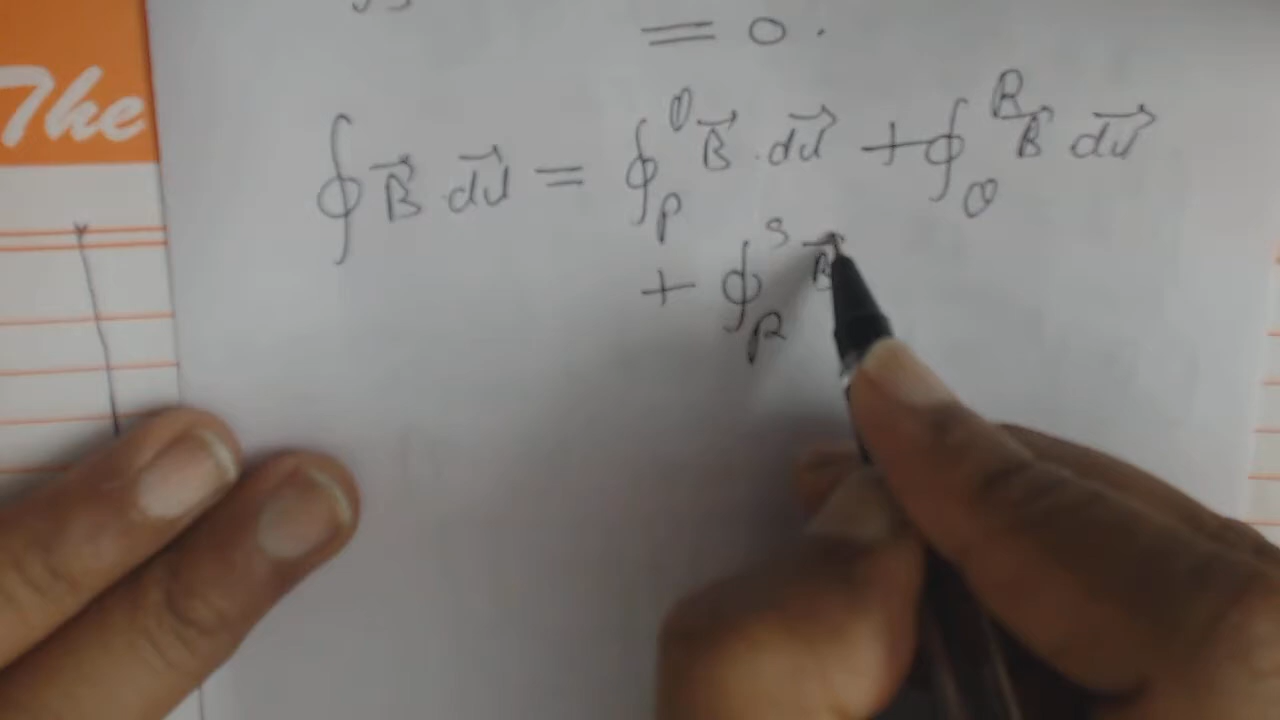 The
= 0 .
∮ B⃗ . dl⃗ = ∮_P^Q B⃗ . dl⃗ + ∮_Q^R B⃗ dl⃗
+ ∮_R^S B⃗